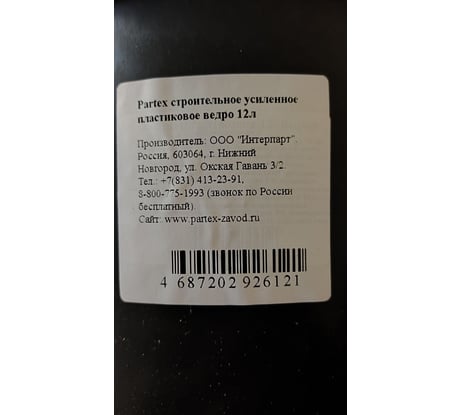 Partex строительное усиленное
пластиковое ведро 12л
Производитель: ООО "Интерпарт".
Россия, 603064, г. Нижний
Новгород, ул. Окская Гавань 3/2.
Тел.: +7(831) 413-23-91,
8-800-775-1993 (звонок по России
бесплатный).
Сайт: www.partex-zavod.ru
4 687202 926121